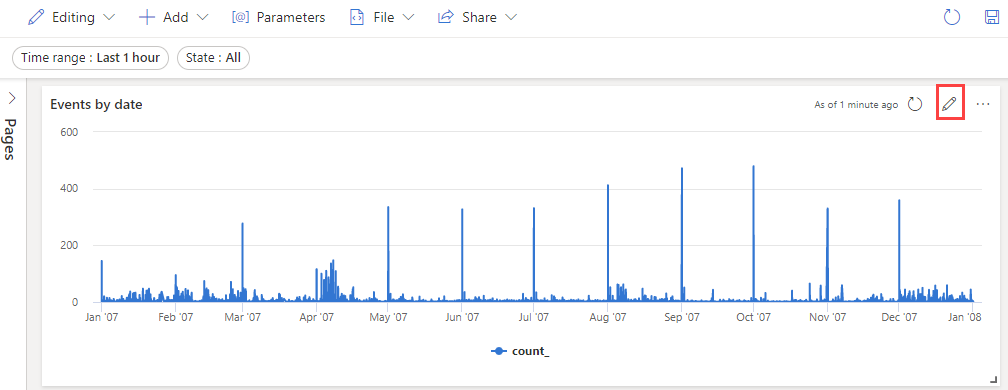 Editing Add [@] Parameters File Share
Time range : Last 1 hour State : All
Pages
Events by date As of 1 minute ago
600
400
200
0
Jan '07 Feb '07 Mar '07 Apr '07 May '07 Jun '07 Jul '07 Aug '07 Sep '07 Oct '07 Nov '07 Dec '07 Jan '08
count_